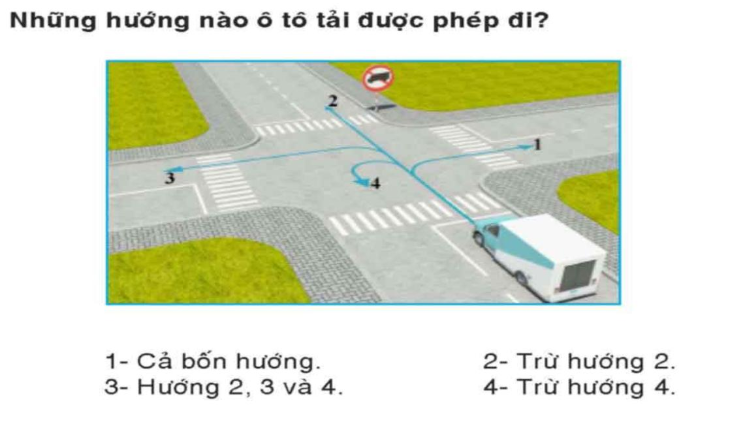 Những hướng nào ô tô tải được phép đi?
2
1
3
4
1- Cả bốn hướng. 2- Trừ hướng 2.
3- Hướng 2, 3 và 4. 4- Trừ hướng 4.